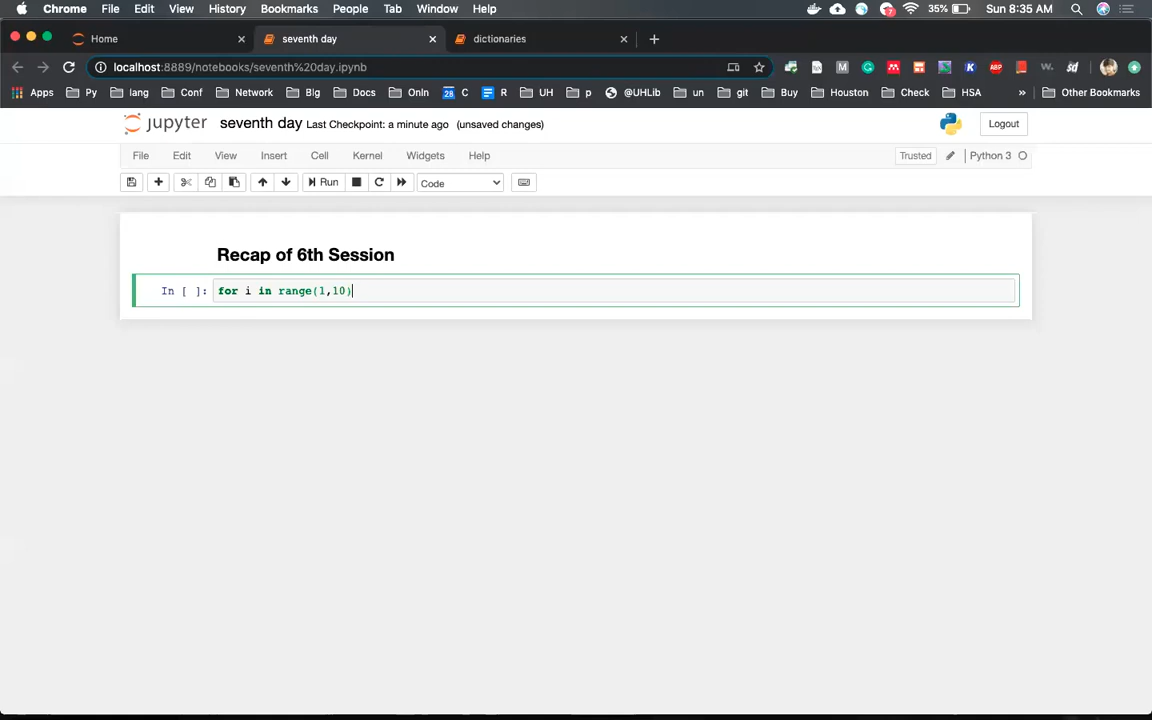 Chrome File Edit View History Bookmarks People Tab Window Help 7 35% Sun 8:35 AM
Home seventh day dictionaries
localhost:8889/notebooks/seventh%20day.ipynb
Apps Py lang Conf Network Big Docs Onln 28 C R UH p @UHLib un git Buy Houston Check HSA » Other Bookmarks
jupyter seventh day Last Checkpoint: a minute ago (unsaved changes) Logout
File Edit View Insert Cell Kernel Widgets Help Trusted Python 3
Run Code
Recap of 6th Session
In [ ]: for i in range(1,10)